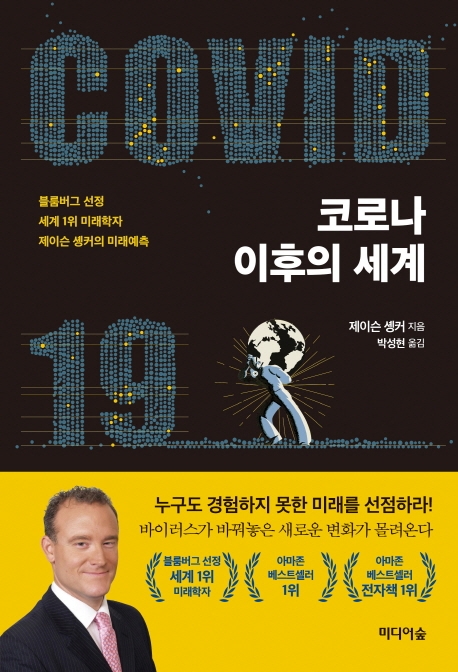 COVID
블룸버그 선정
세계 1위 미래학자
제이슨 솅커의 미래예측
코로나
이후의 세계
제이슨 솅커 지음
박성현 옮김
19
누구도 경험하지 못한 미래를 선점하라!
바이러스가 바꿔놓은 새로운 변화가 몰려온다
블룸버그 선정
세계 1위
미래학자
아마존
베스트셀러
1위
아마존
베스트셀러
전자책 1위
미디어숲